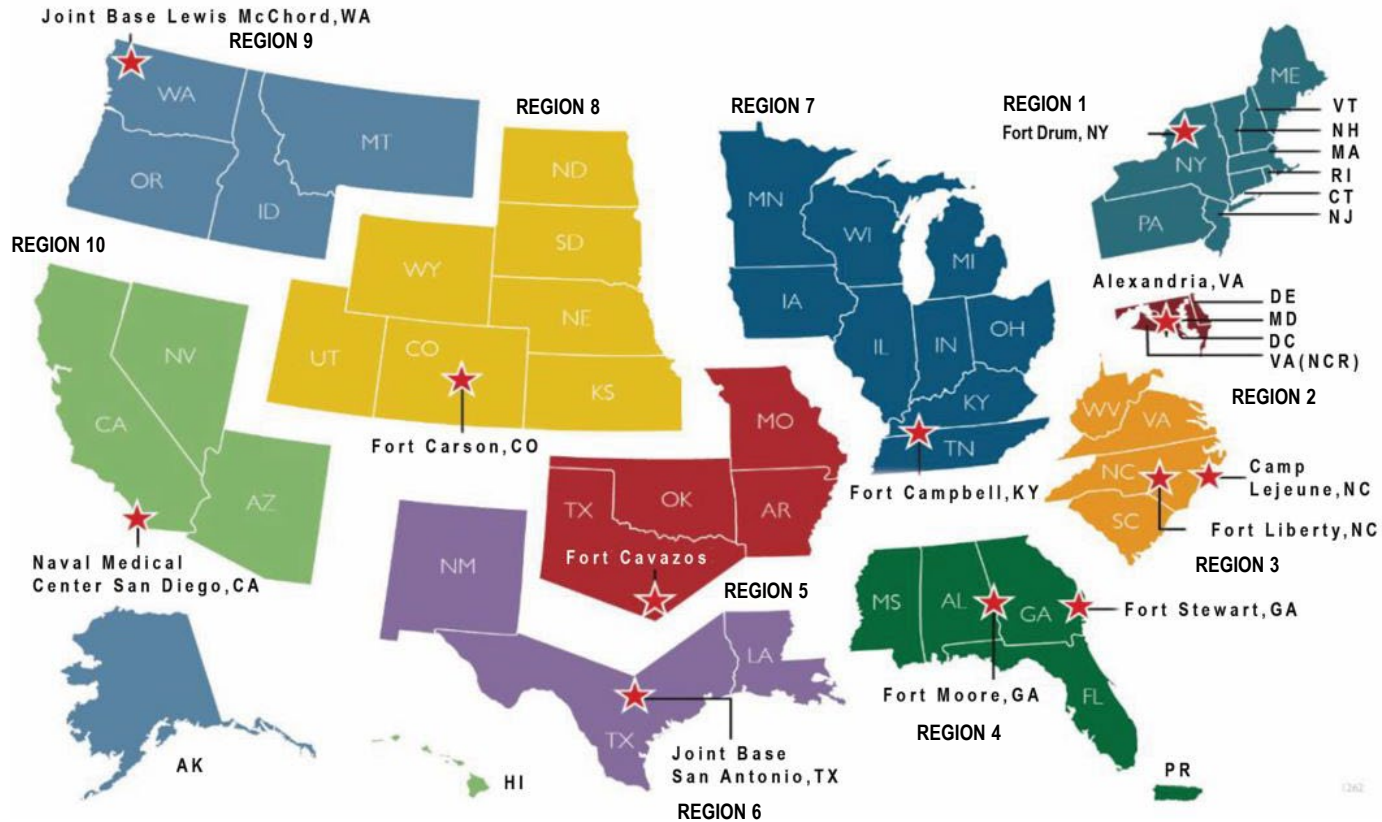 Joint Base Lewis McChord,WA
REGION 9
WA
MT
OR
ID
REGION 8
ND
SD
WY
NE
UT
CO
KS
Fort Carson,CO
REGION 7
MN
WI
MI
IA
IL
IN
OH
KY
TN
Fort Campbell,KY
REGION 1
Fort Drum, NY
ME
VT
NH
MA
RI
CT
NJ
NY
PA
Alexandria,VA
DE
MD
DC
VA(NCR)
REGION 2
WV
VA
NC
SC
Camp
Lejeune,NC
Fort Liberty,NC
REGION 3
REGION 10
NV
CA
AZ
Naval Medical
Center San Diego,CA
MO
TX
OK
AR
Fort Cavazos
REGION 5
NM
LA
TX
Joint Base
San Antonio,TX
REGION 6
MS
AL
GA
FL
Fort Stewart,GA
Fort Moore,GA
REGION 4
PR
AK
HI
1262